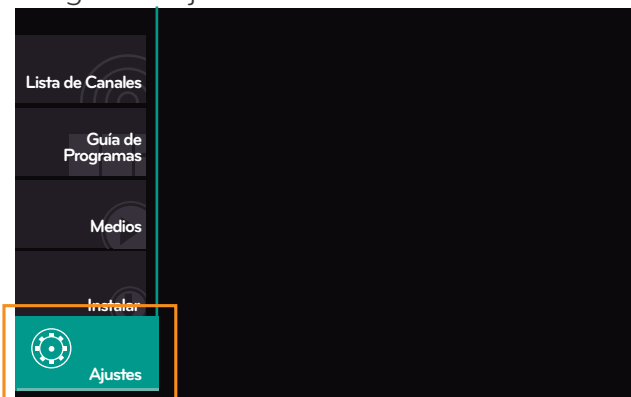 Lista de Canales
Guía de
Programas
Medios
Instalar
Ajustes